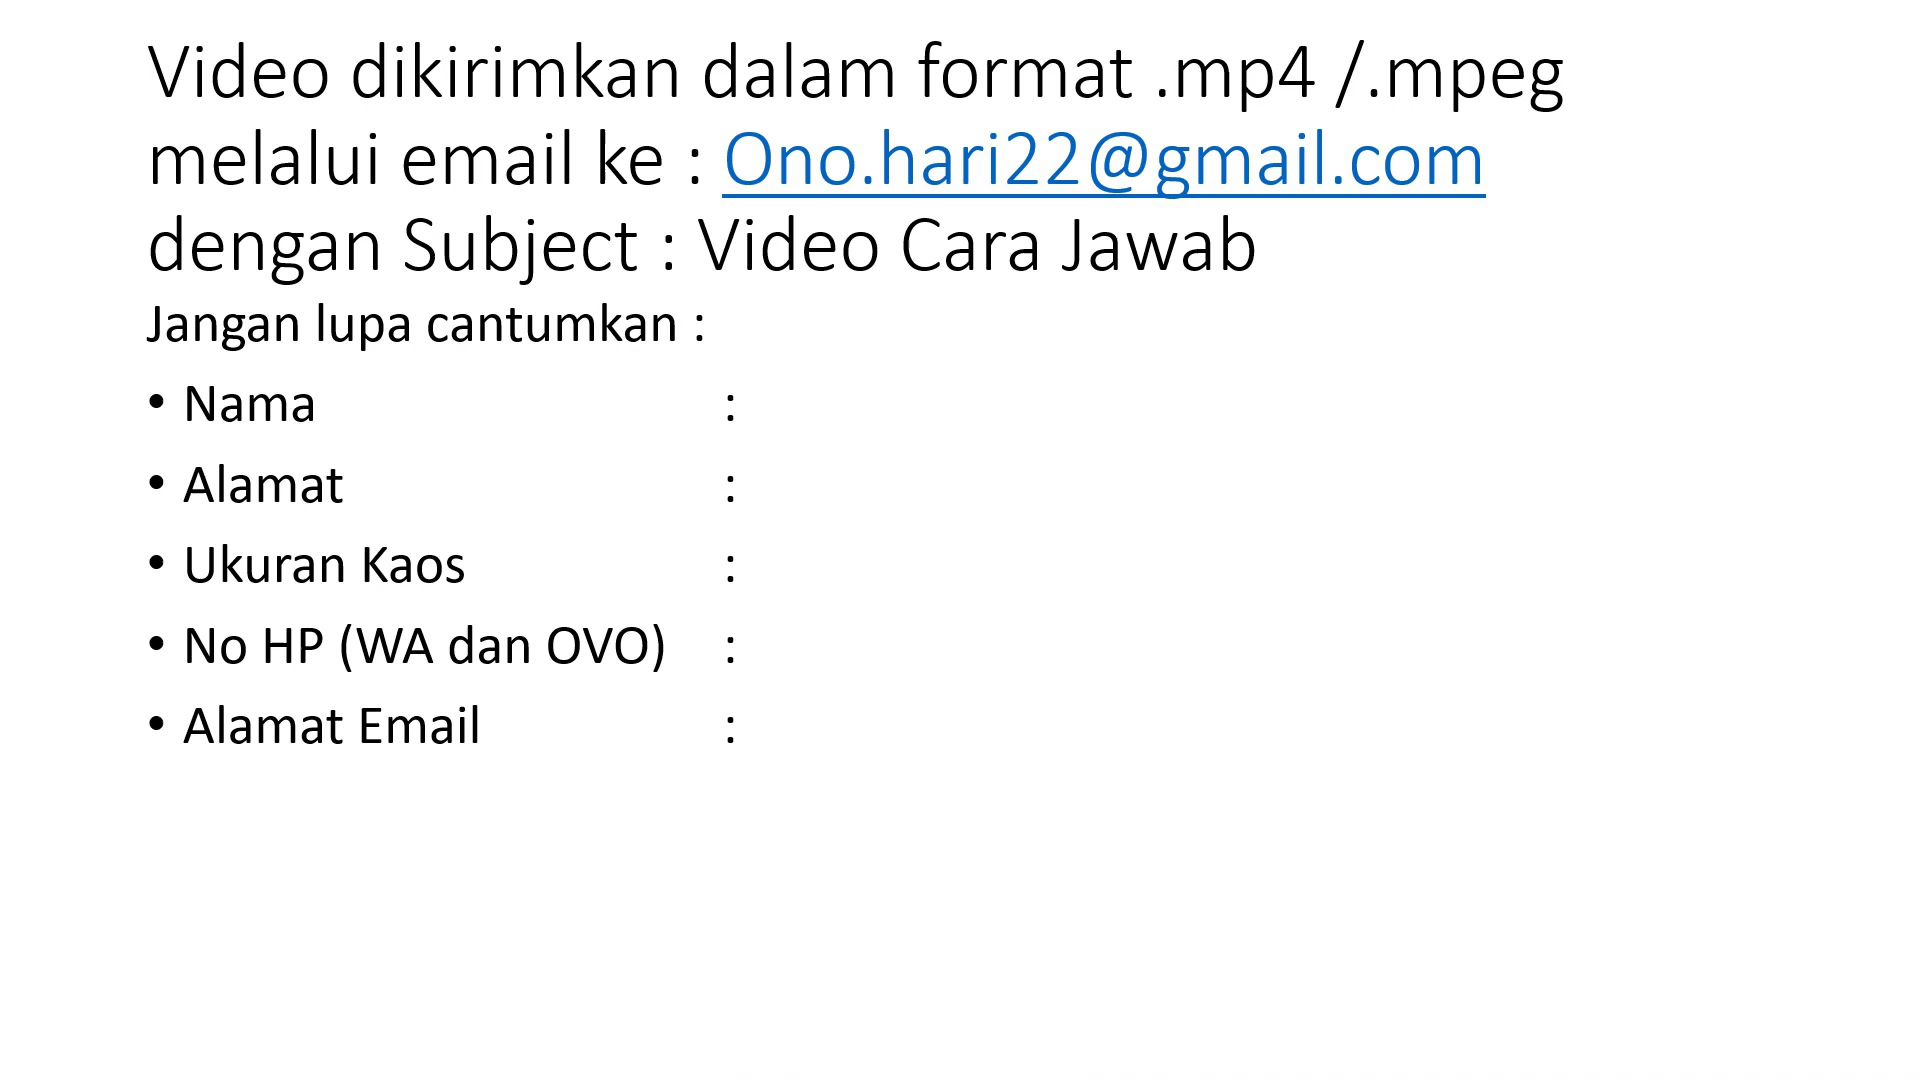 Video dikirimkan dalam format .mp4 /.mpeg
melalui email ke : Ono.hari22@gmail.com
dengan Subject : Video Cara Jawab
Jangan lupa cantumkan :
• Nama :
• Alamat :
• Ukuran Kaos :
• No HP (WA dan OVO) :
• Alamat Email :